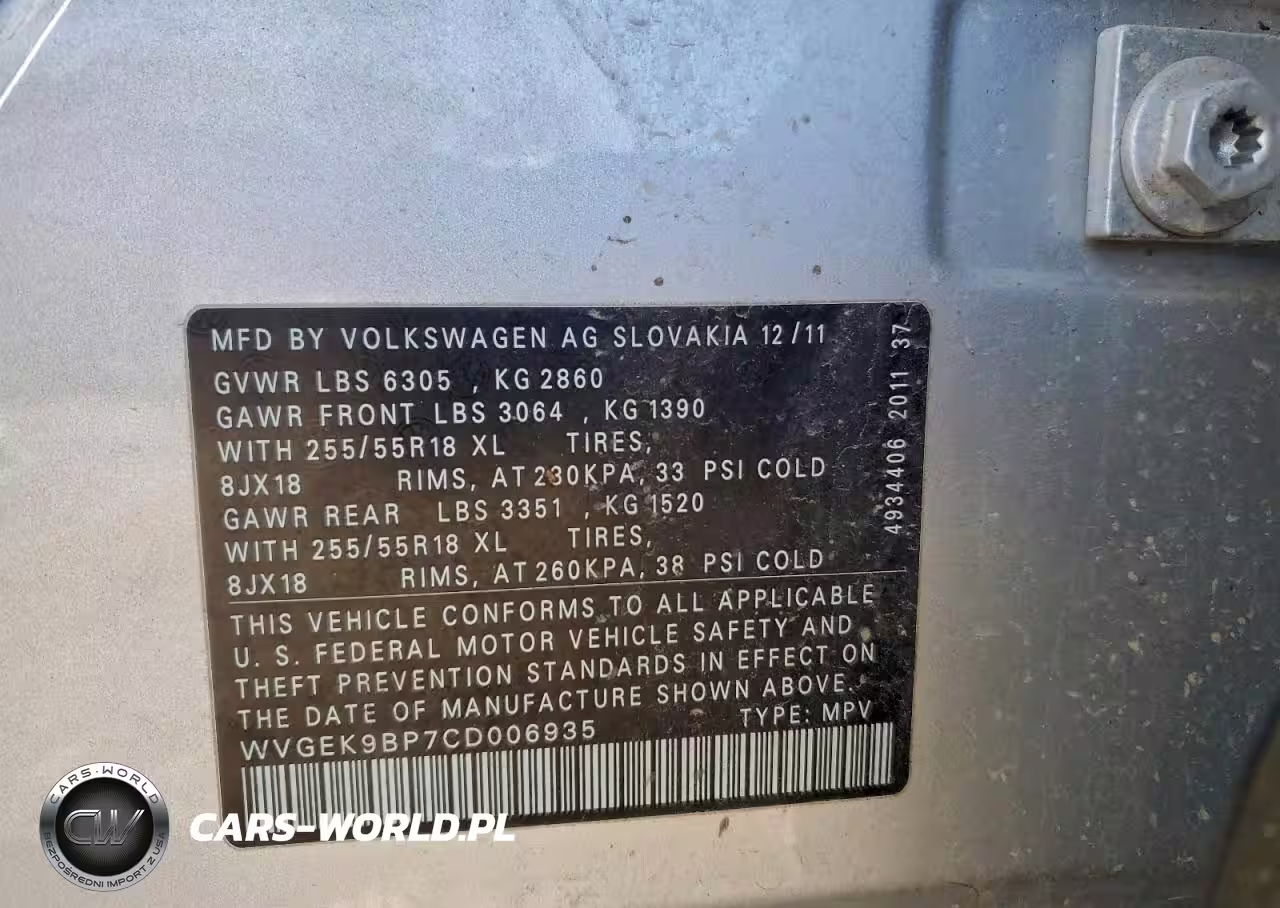 MFD BY VOLKSWAGEN AG SLOVAKIA 12/11
GVWR LBS 6305 , KG 2860
GAWR FRONT LBS 3064 , KG 1390
WITH 255/55R18 XL TIRES,
8JX18 RIMS, AT 230KPA, 33 PSI COLD
GAWR REAR LBS 3351 , KG 1520
WITH 255/55R18 XL TIRES,
8JX18 RIMS, AT 260KPA, 38 PSI COLD
THIS VEHICLE CONFORMS TO ALL APPLICABLE
U. S. FEDERAL MOTOR VEHICLE SAFETY AND
THEFT PREVENTION STANDARDS IN EFFECT ON
THE DATE OF MANUFACTURE SHOWN ABOVE.
WVGEK9BP7CD006935 TYPE: MPV
4934406 2011 37
CARS-WORLD
CW
BEZPOŚREDNI IMPORT Z USA
CARS-WORLD.PL